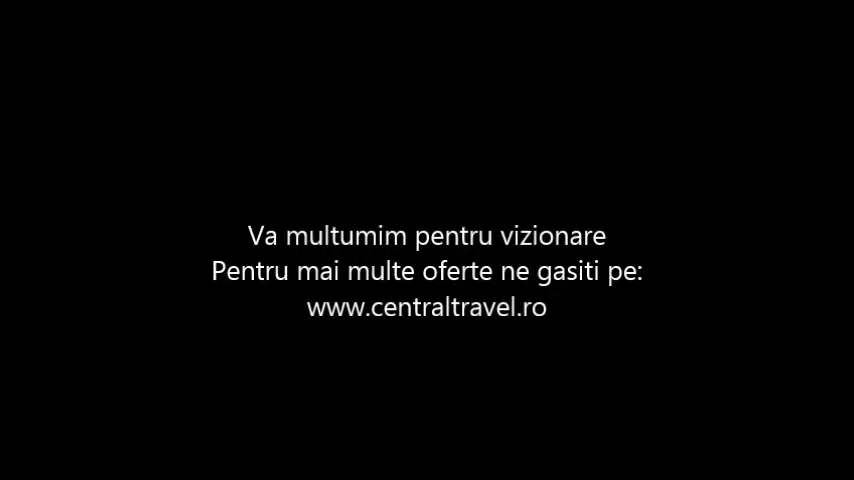 Va multumim pentru vizionare
Pentru mai multe oferte ne gasiti pe:
www.centraltravel.ro